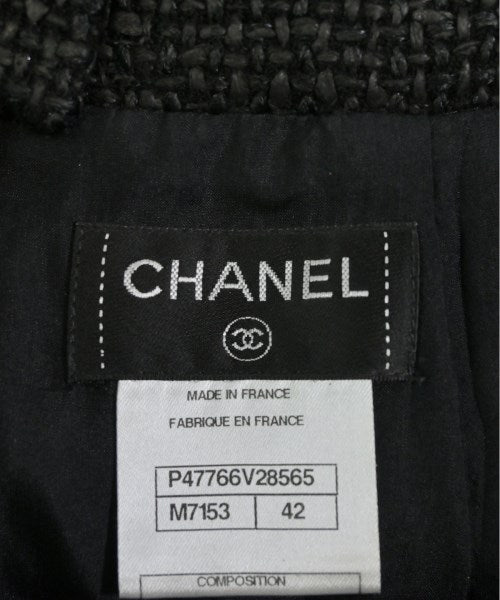 CHANEL
MADE IN FRANCE
FABRIQUE EN FRANCE
P47766V28565
M7153 42
COMPOSITION